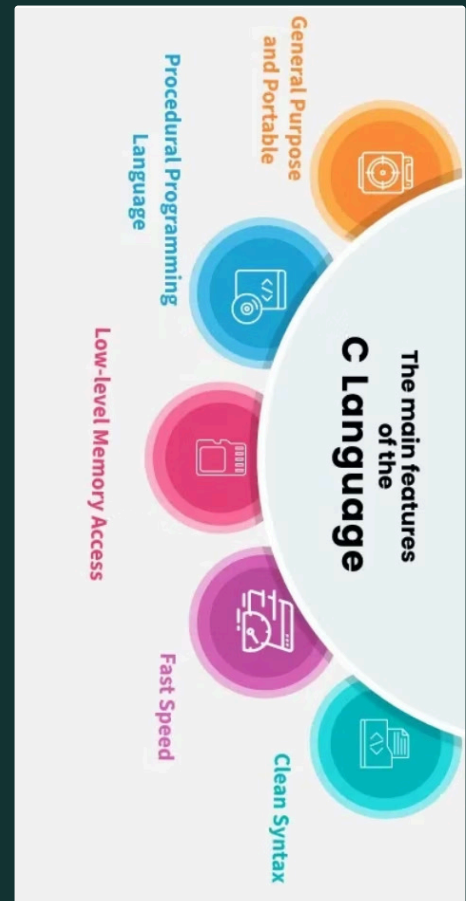 The main features
of the
C Language
General Purpose
and Portable
Procedural Programming
Language
Low-level Memory Access
Fast Speed
Clean Syntax